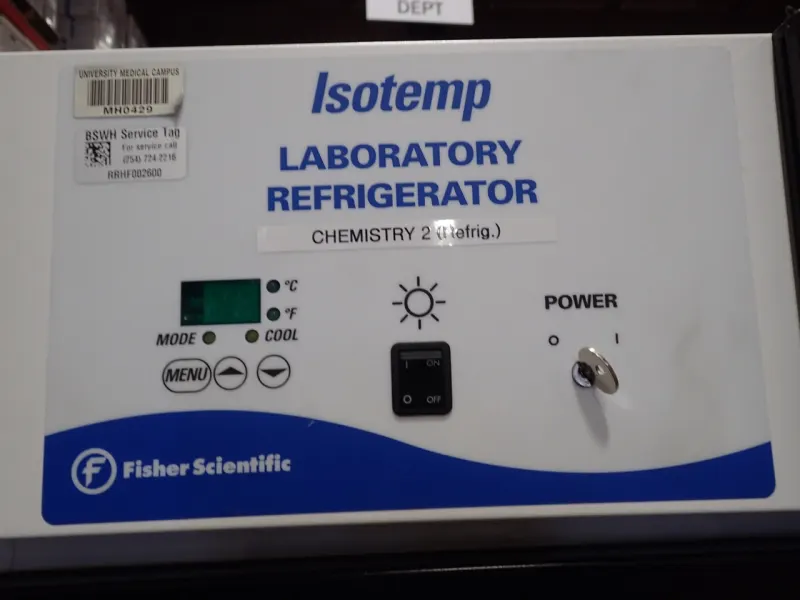 DEPT
UNIVERSITY MEDICAL CAMPUS
MH0429
BSWH Service Tag
For service call
(254) 724-2216
RRHF002600
Isotemp
LABORATORY
REFRIGERATOR
CHEMISTRY 2 (Refrig.)
°C
°F
MODE
COOL
MENU
I ON
O OFF
POWER
O I
f Fisher Scientific